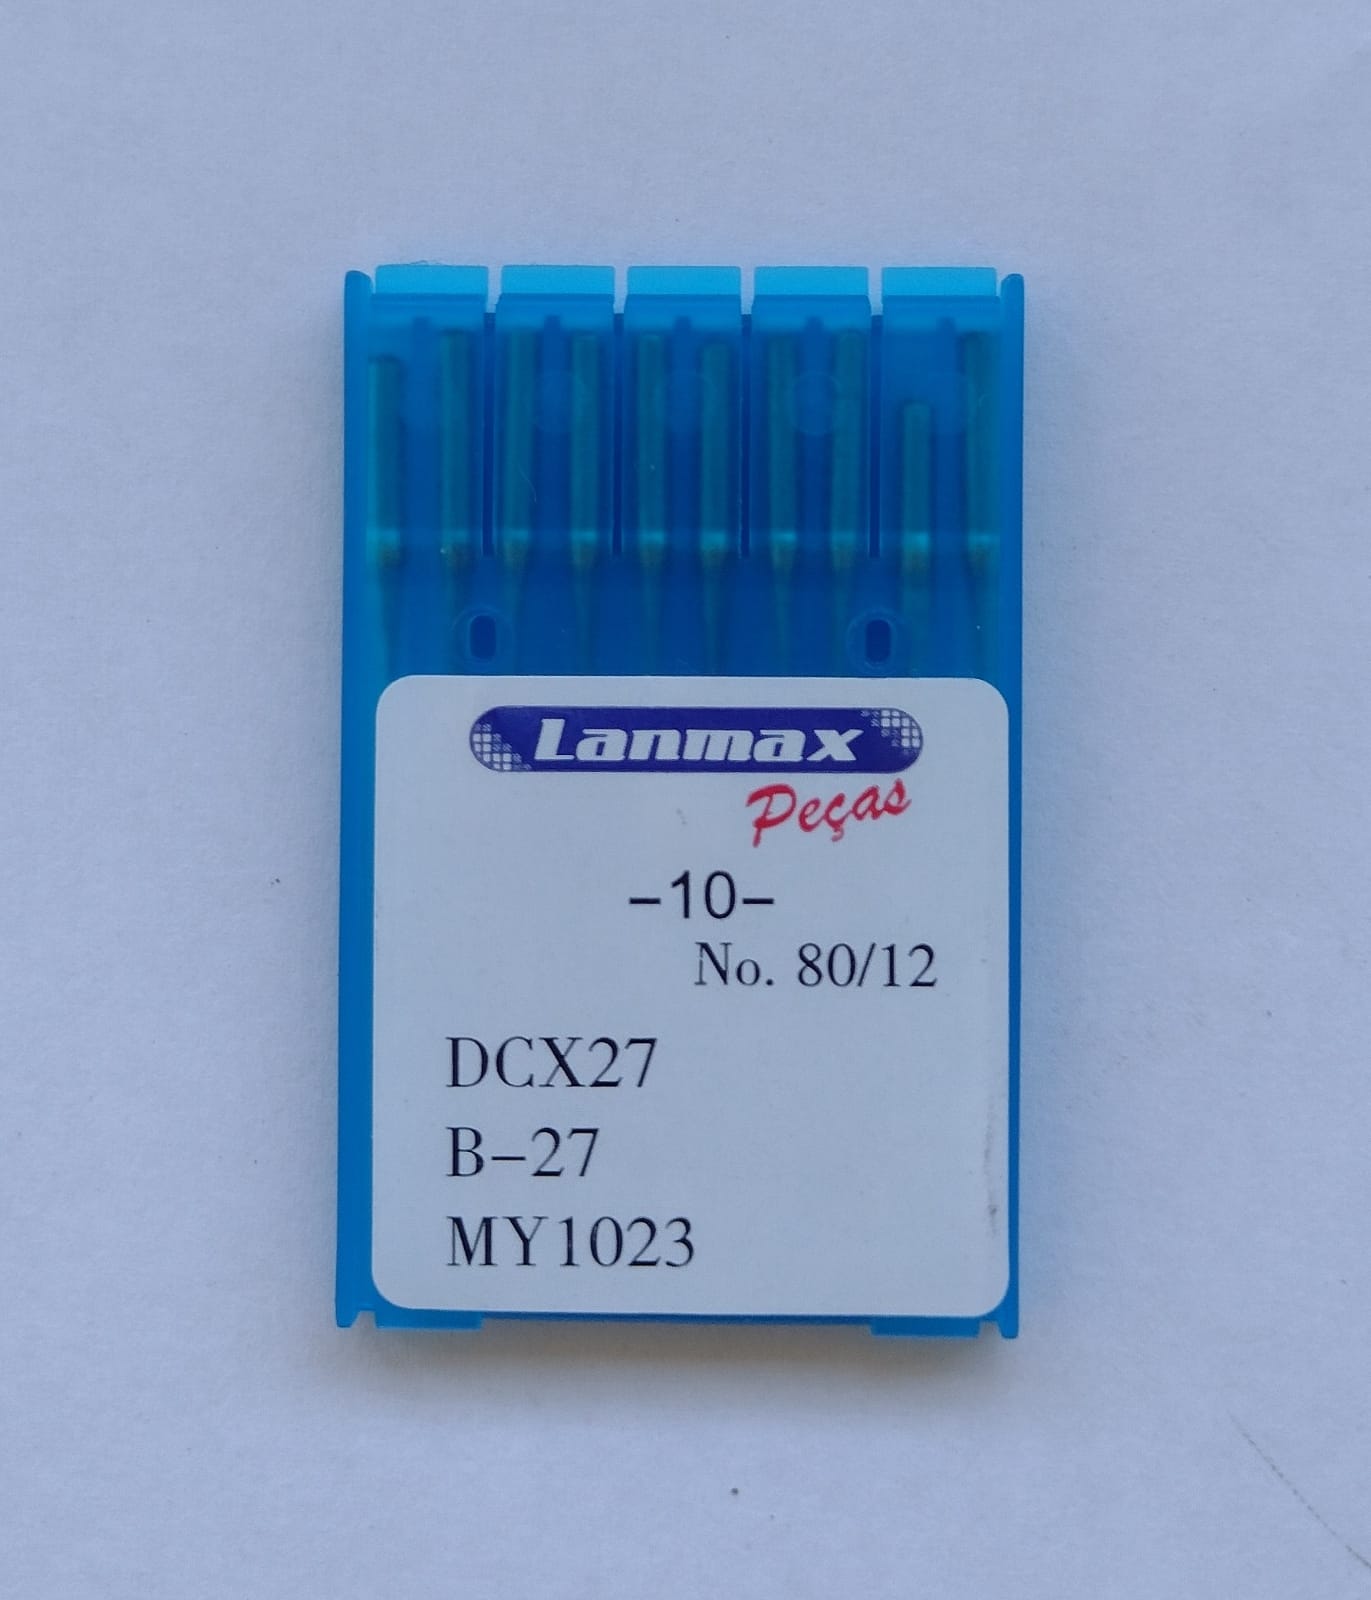 Lanmax
Peças
-10-
No. 80/12
DCX27
B-27
MY1023